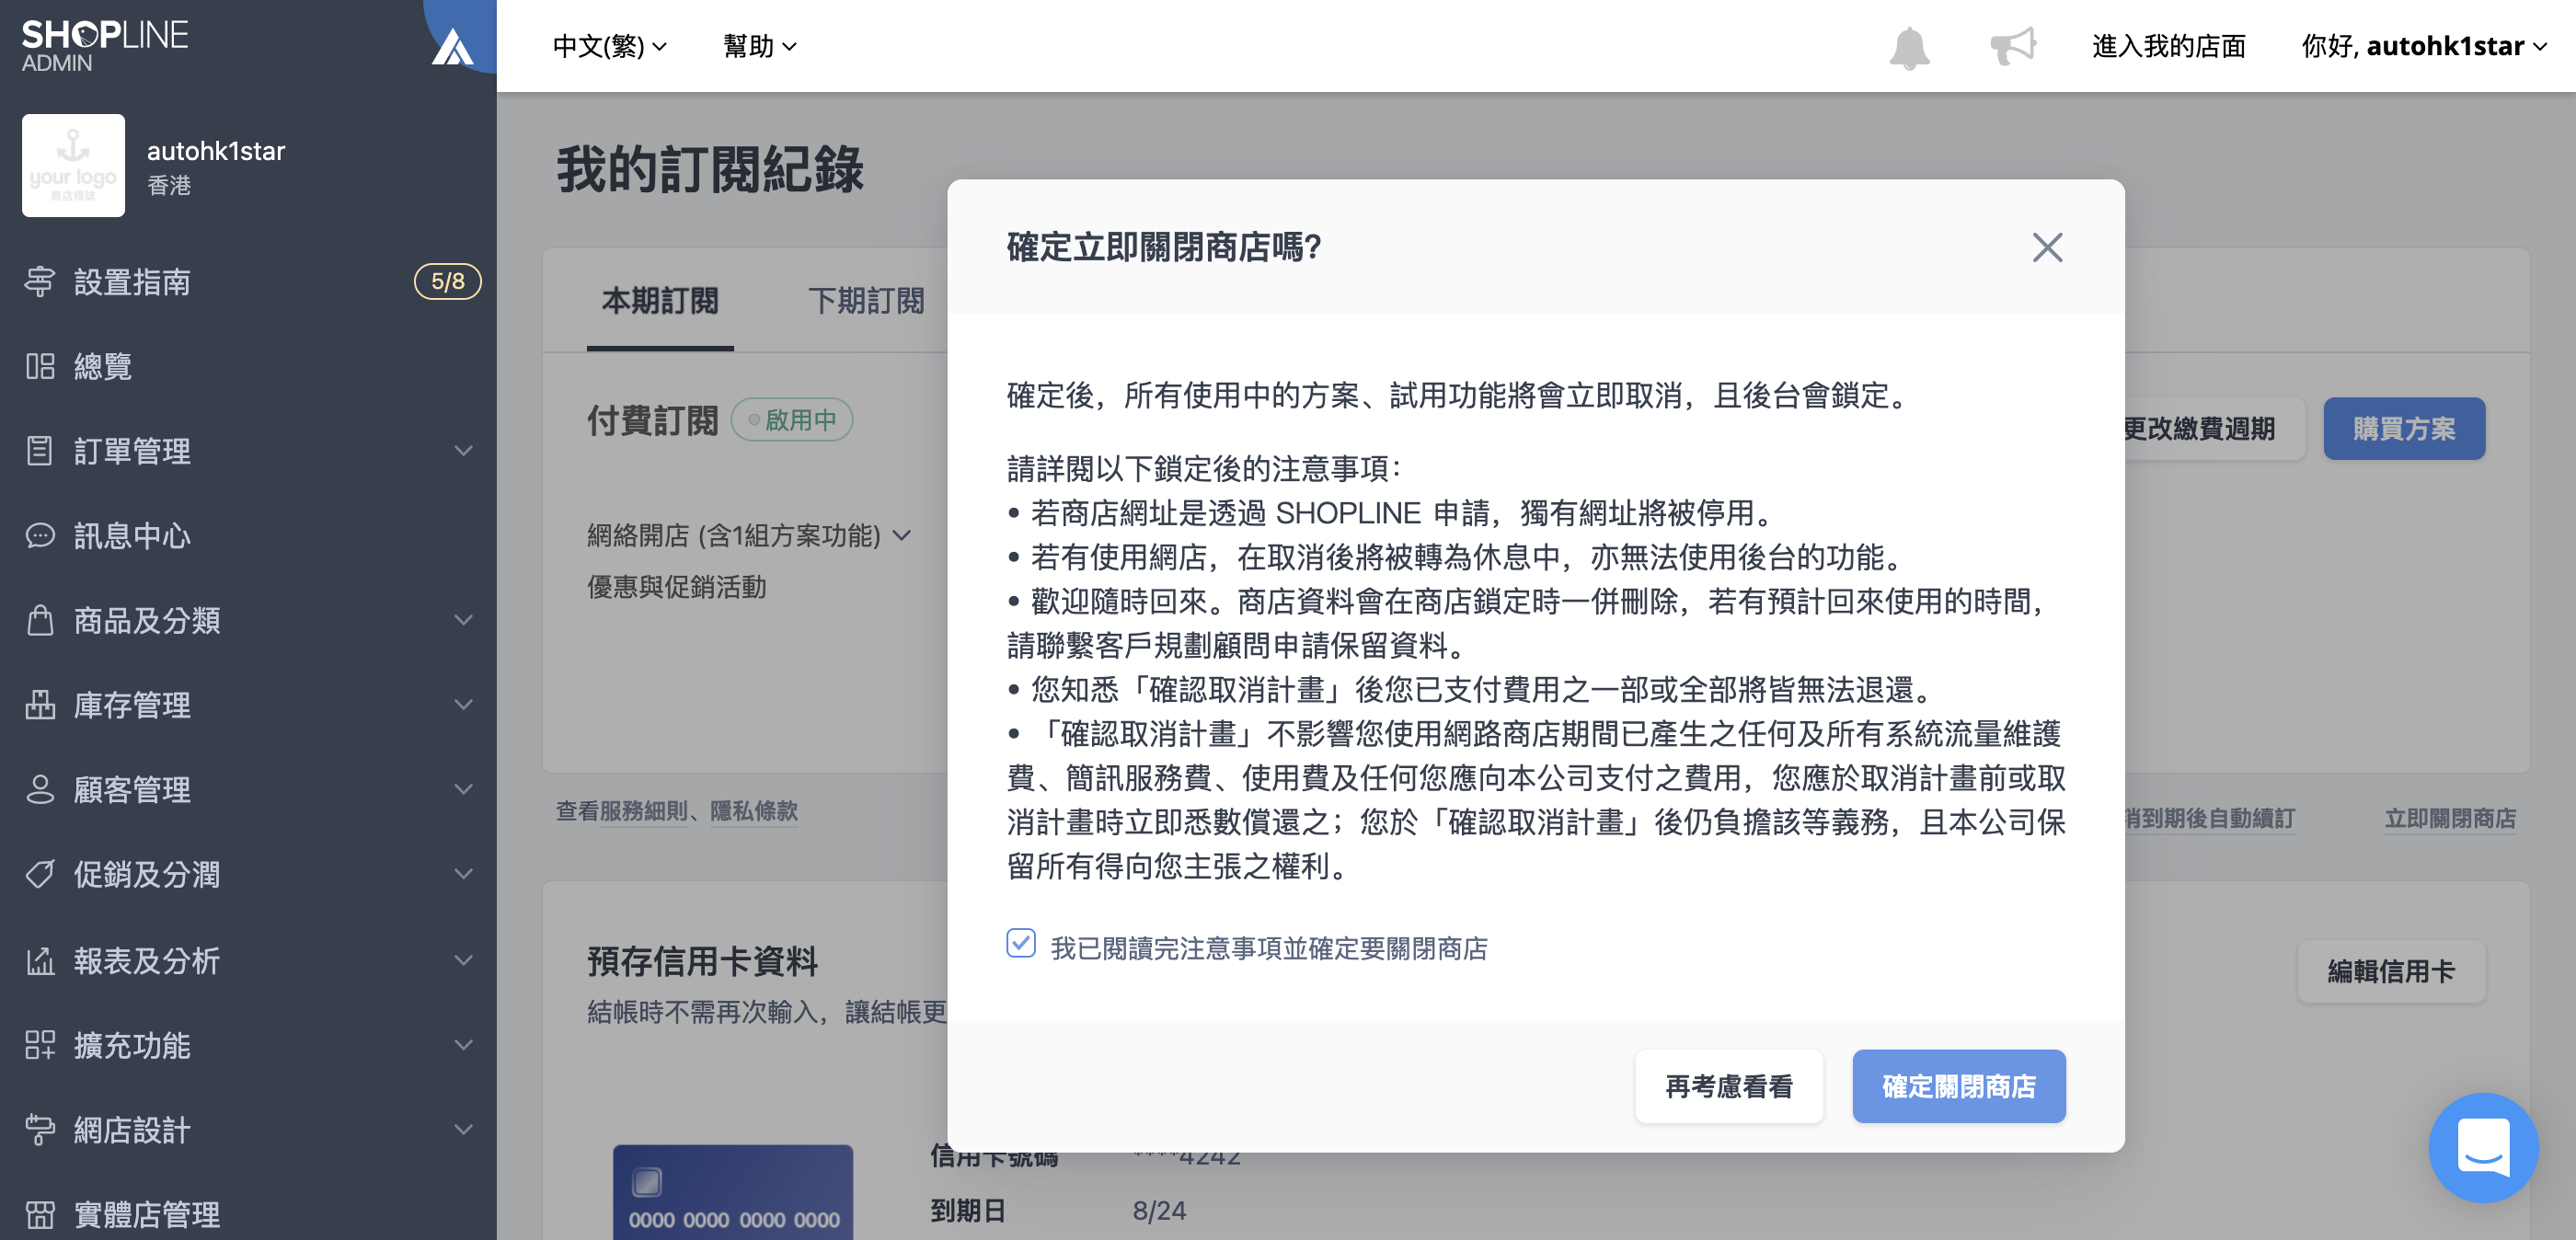 SHOPLINE
ADMIN
中文(繁)
幫助
進入我的店面
你好, autohk1star
your logo
商店標誌
autohk1star
香港
設置指南
5/8
總覽
訂單管理
訊息中心
商品及分類
庫存管理
顧客管理
促銷及分潤
報表及分析
擴充功能
網店設計
實體店管理
我的訂閱紀錄
本期訂閱
下期訂閱
付費訂閱
啟用中
更改繳費週期
購買方案
網絡開店 (含1組方案功能)
優惠與促銷活動
查看服務細則、隱私條款
消到期後自動續訂
立即關閉商店
預存信用卡資料
結帳時不需再次輸入，讓結帳更
編輯信用卡
0000 0000 0000 0000
信用卡號碼
****4242
到期日
8/24
確定立即關閉商店嗎?
確定後，所有使用中的方案、試用功能將會立即取消，且後台會鎖定。
請詳閱以下鎖定後的注意事項：
• 若商店網址是透過 SHOPLINE 申請，獨有網址將被停用。
• 若有使用網店，在取消後將被轉為休息中，亦無法使用後台的功能。
• 歡迎隨時回來。商店資料會在商店鎖定時一併刪除，若有預計回來使用的時間，
請聯繫客戶規劃顧問申請保留資料。
• 您知悉「確認取消計畫」後您已支付費用之一部或全部將皆無法退還。
• 「確認取消計畫」不影響您使用網路商店期間已產生之任何及所有系統流量維護
費、簡訊服務費、使用費及任何您應向本公司支付之費用，您應於取消計畫前或取
消計畫時立即悉數償還之；您於「確認取消計畫」後仍負擔該等義務，且本公司保
留所有得向您主張之權利。
我已閱讀完注意事項並確定要關閉商店
再考慮看看
確定關閉商店